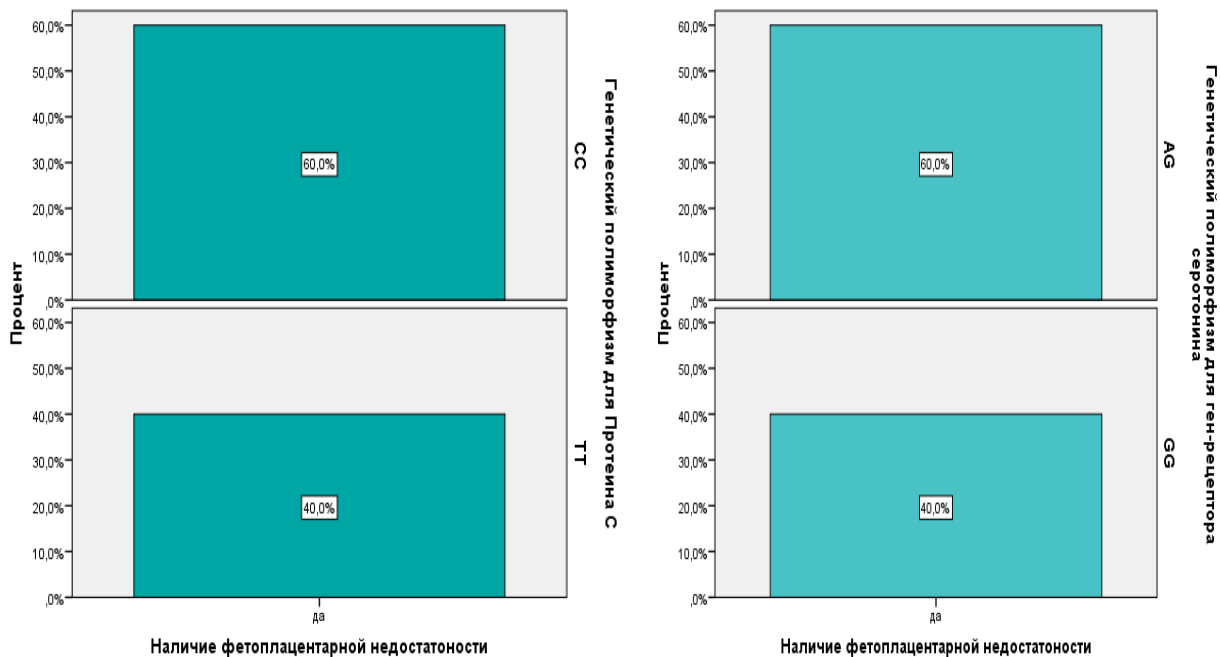 60,0%
50,0%
40,0%
30,0%
20,0%
10,0%
,0%
60,0%
CC
60,0%
50,0%
40,0%
30,0%
20,0%
10,0%
,0%
40,0%
TT
Процент
Генетический полиморфизм для Протеина С
да
Наличие фетоплацентарной недостатоности
60,0%
50,0%
40,0%
30,0%
20,0%
10,0%
,0%
60,0%
AG
60,0%
50,0%
40,0%
30,0%
20,0%
10,0%
,0%
40,0%
GG
Процент
Генетический полиморфизм для ген-рецептора
серотонина
да
Наличие фетоплацентарной недостатоности